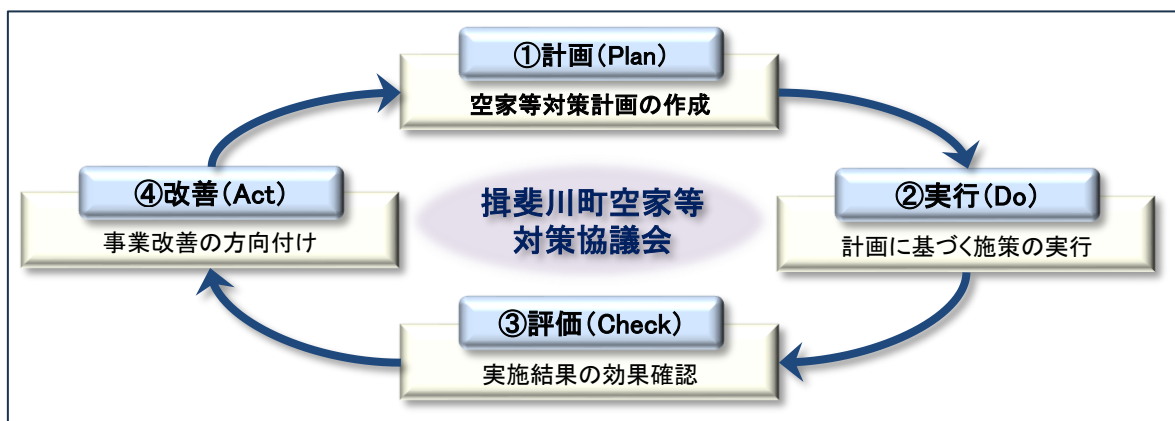 ①計画(Plan)
空家等対策計画の作成
②実行(Do)
計画に基づく施策の実行
③評価(Check)
実施結果の効果確認
④改善(Act)
事業改善の方向付け
揖斐川町空家等
対策協議会